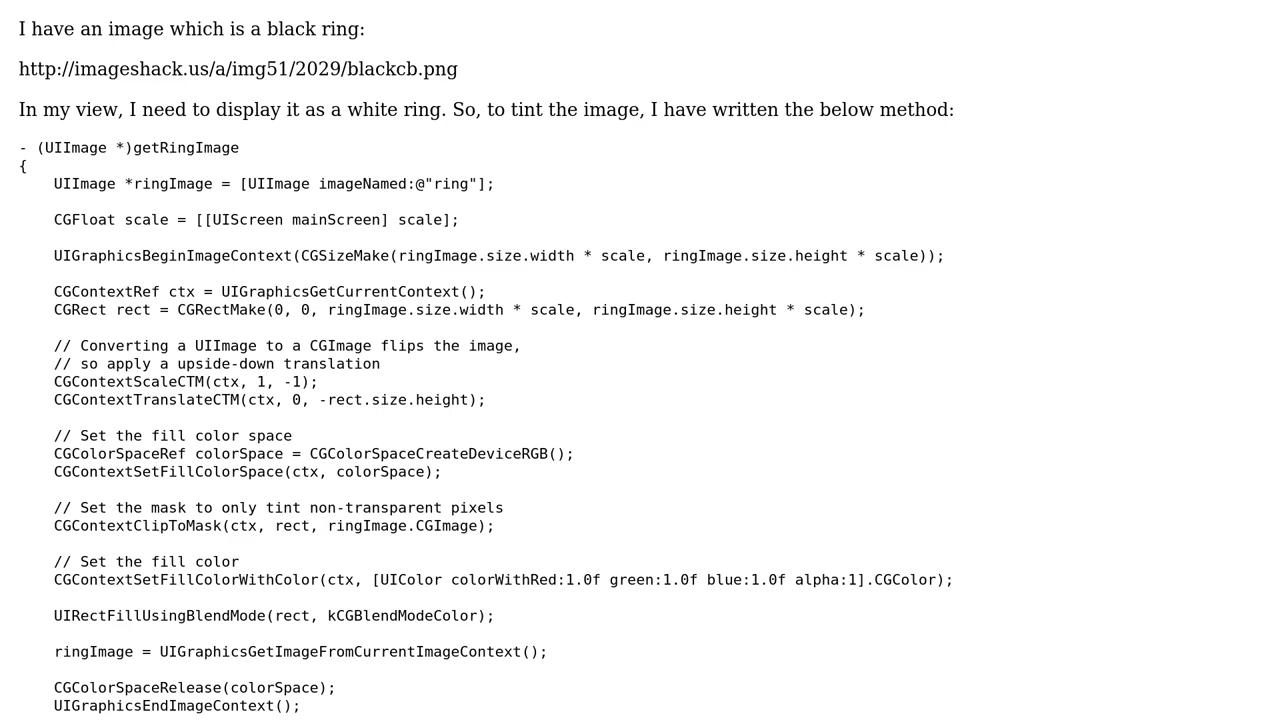 I have an image which is a black ring:
http://imageshack.us/a/img51/2029/blackcb.png
In my view, I need to display it as a white ring. So, to tint the image, I have written the below method:
- (UIImage *)getRingImage
{
    UIImage *ringImage = [UIImage imageNamed:@"ring"];
    CGFloat scale = [[UIScreen mainScreen] scale];
    UIGraphicsBeginImageContext(CGSizeMake(ringImage.size.width * scale, ringImage.size.height * scale));
    CGContextRef ctx = UIGraphicsGetCurrentContext();
    CGRect rect = CGRectMake(0, 0, ringImage.size.width * scale, ringImage.size.height * scale);
    // Converting a UIImage to a CGImage flips the image,
    // so apply a upside-down translation
    CGContextScaleCTM(ctx, 1, -1);
    CGContextTranslateCTM(ctx, 0, -rect.size.height);
    // Set the fill color space
    CGColorSpaceRef colorSpace = CGColorSpaceCreateDeviceRGB();
    CGContextSetFillColorSpace(ctx, colorSpace);
    // Set the mask to only tint non-transparent pixels
    CGContextClipToMask(ctx, rect, ringImage.CGImage);
    // Set the fill color
    CGContextSetFillColorWithColor(ctx, [UIColor colorWithRed:1.0f green:1.0f blue:1.0f alpha:1].CGColor);
    UIRectFillUsingBlendMode(rect, kCGBlendModeColor);
    ringImage = UIGraphicsGetImageFromCurrentImageContext();
    CGColorSpaceRelease(colorSpace);
    UIGraphicsEndImageContext();